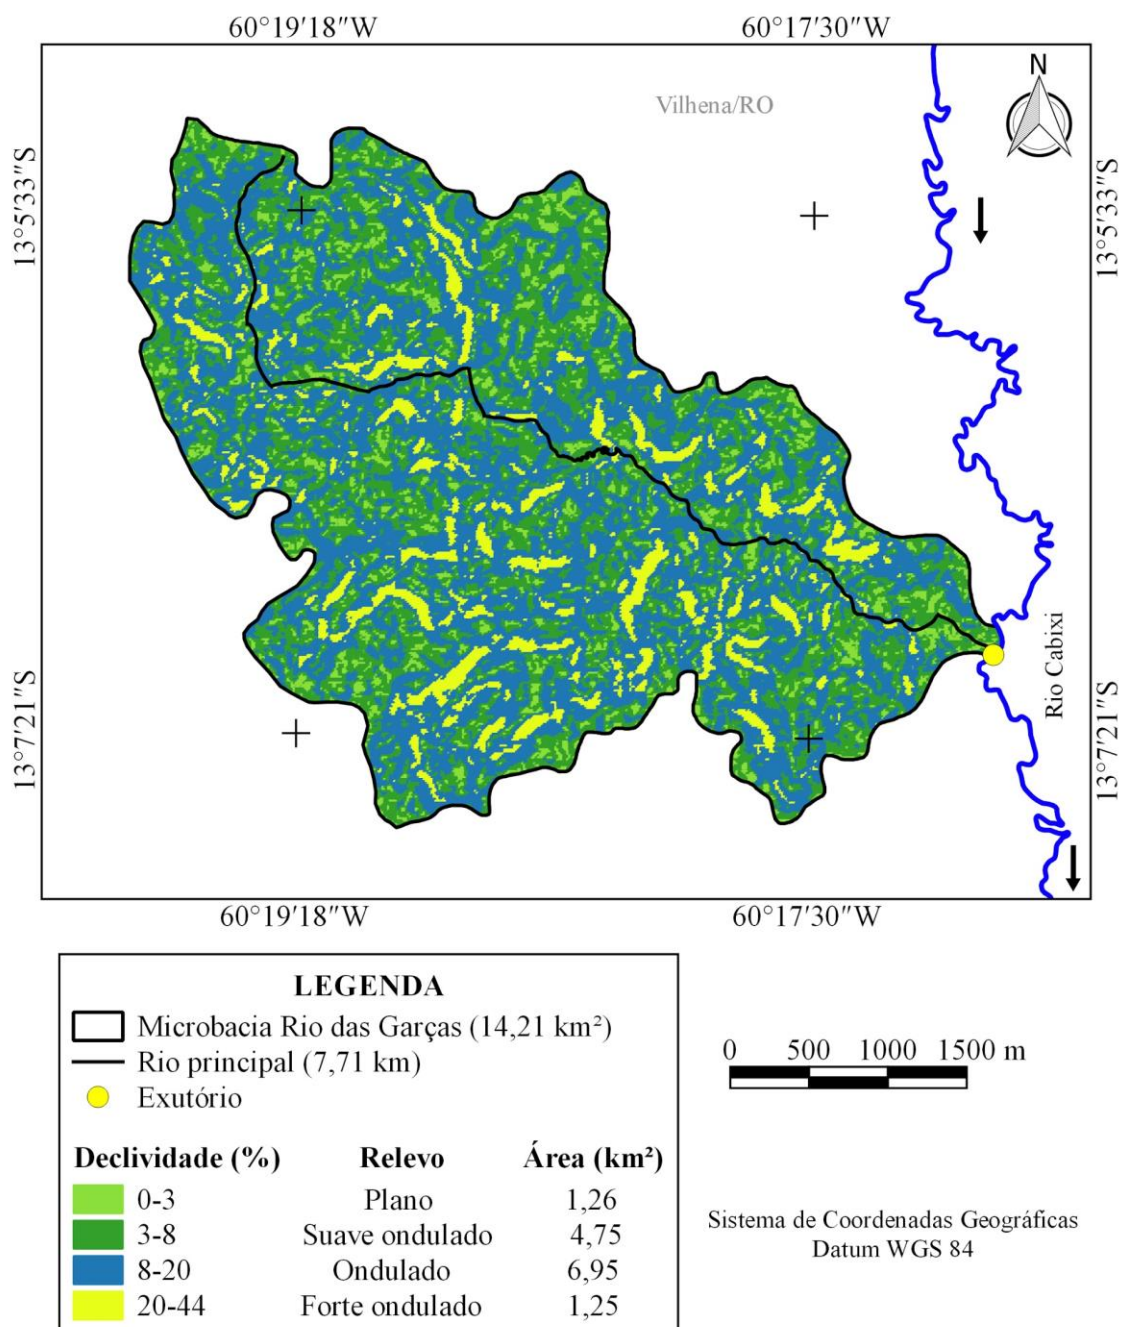 60°19'18"W 60°17'30"W
N
Vilhena/RO
13°5'33"S 13°5'33"S
Rio Cabixi
13°7'21"S 13°7'21"S
60°19'18"W 60°17'30"W
LEGENDA
Microbacia Rio das Garças (14,21 km²)
Rio principal (7,71 km)
Exutório
Declividade (%) Relevo Área (km²)
0-3 Plano 1,26
3-8 Suave ondulado 4,75
8-20 Ondulado 6,95
20-44 Forte ondulado 1,25
0 500 1000 1500 m
Sistema de Coordenadas Geográficas
Datum WGS 84